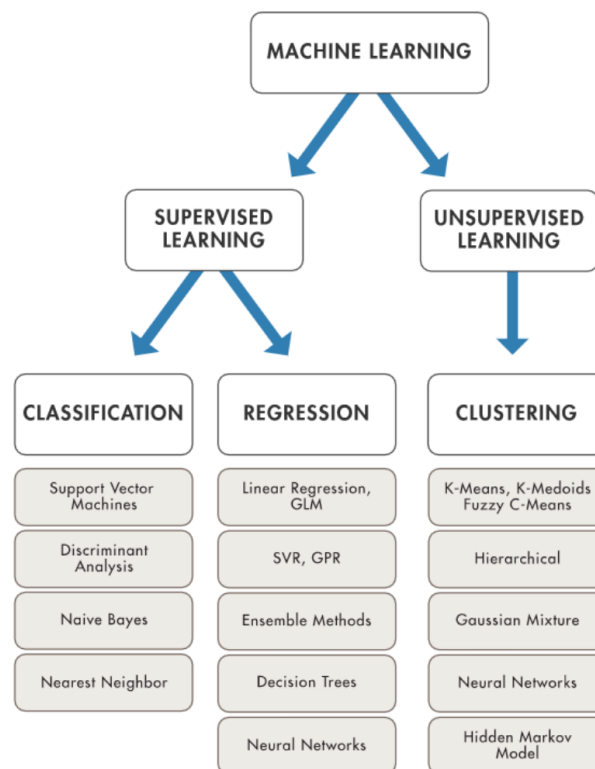 MACHINE LEARNING
SUPERVISED
LEARNING
UNSUPERVISED
LEARNING
CLASSIFICATION
Support Vector
Machines
Discriminant
Analysis
Naive Bayes
Nearest Neighbor
REGRESSION
Linear Regression,
GLM
SVR, GPR
Ensemble Methods
Decision Trees
Neural Networks
CLUSTERING
K-Means, K-Medoids
Fuzzy C-Means
Hierarchical
Gaussian Mixture
Neural Networks
Hidden Markov
Model